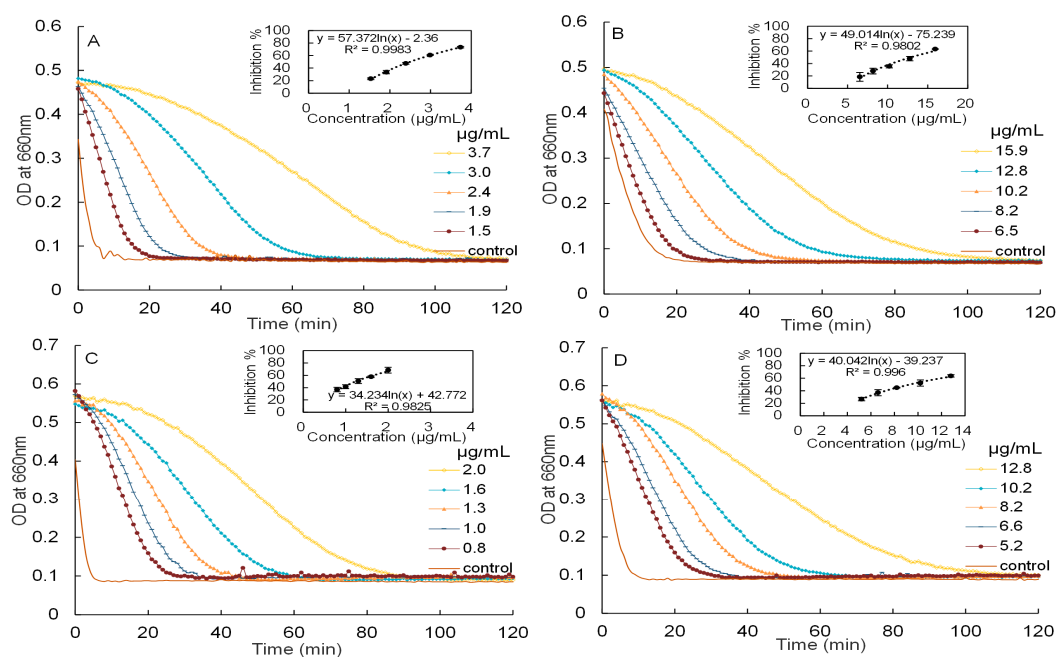 A
OD at 660nm
0.6
0.5
0.4
0.3
0.2
0.1
0
0 20 40 60 80 100 120
Time (min)
Inhibition %
100
80
60
40
20
0
y = 57.372ln(x) - 2.36
R² = 0.9983
0 1 2 3 4
Concentration (µg/mL)
µg/mL
3.7
3.0
2.4
1.9
1.5
control
B
OD at 660nm
0.6
0.5
0.4
0.3
0.2
0.1
0
0 20 40 60 80 100 120
Time (min)
Inhibition %
100
80
60
40
20
0
y = 49.014ln(x) - 75.239
R² = 0.9802
0 5 10 15 20
Concentration (µg/mL)
µg/mL
15.9
12.8
10.2
8.2
6.5
control
C
OD at 660nm
0.7
0.6
0.5
0.4
0.3
0.2
0.1
0
0 20 40 60 80 100 120
Time (min)
Inhibition %
100
80
60
40
20
0
y = 34.234ln(x) + 42.772
R² = 0.9825
0 1 2 3 4
Concentration (µg/mL)
µg/mL
2.0
1.6
1.3
1.0
0.8
control
D
OD at 660nm
0.7
0.6
0.5
0.4
0.3
0.2
0.1
0
0 20 40 60 80 100 120
Time (min)
Inhibition %
100
80
60
40
20
0
y = 40.042ln(x) - 39.237
R² = 0.996
0 2 4 6 8 10 12 14
Concentration (µg/mL)
µg/mL
12.8
10.2
8.2
6.6
5.2
control